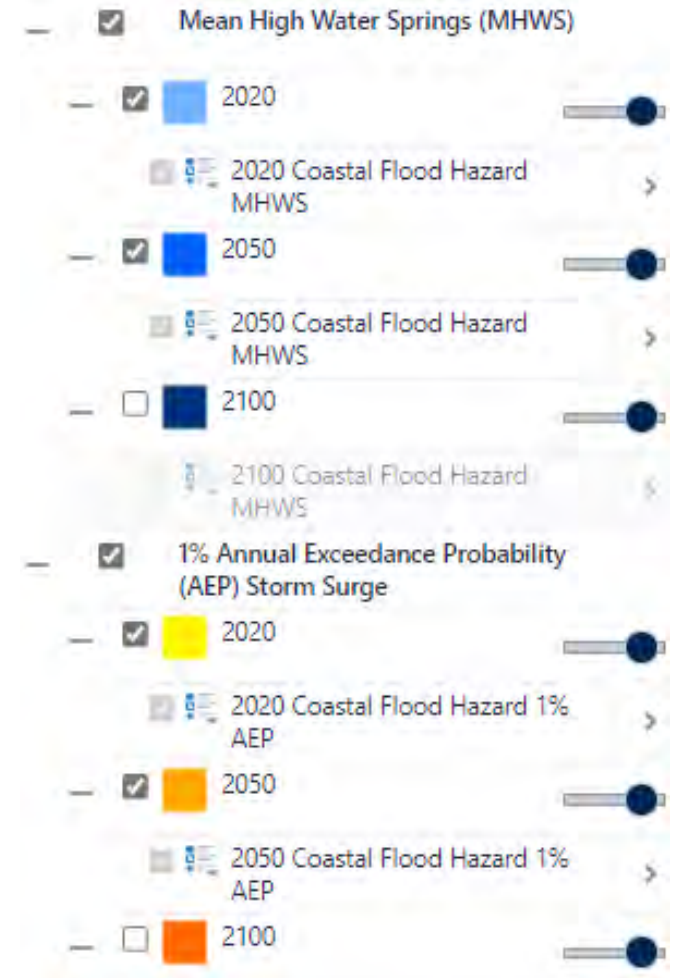 Mean High Water Springs (MHWS)
2020
2020 Coastal Flood Hazard
MHWS
2050
2050 Coastal Flood Hazard
MHWS
2100
2100 Coastal Flood Hazard
MHWS
1% Annual Exceedance Probability
(AEP) Storm Surge
2020
2020 Coastal Flood Hazard 1%
AEP
2050
2050 Coastal Flood Hazard 1%
AEP
2100